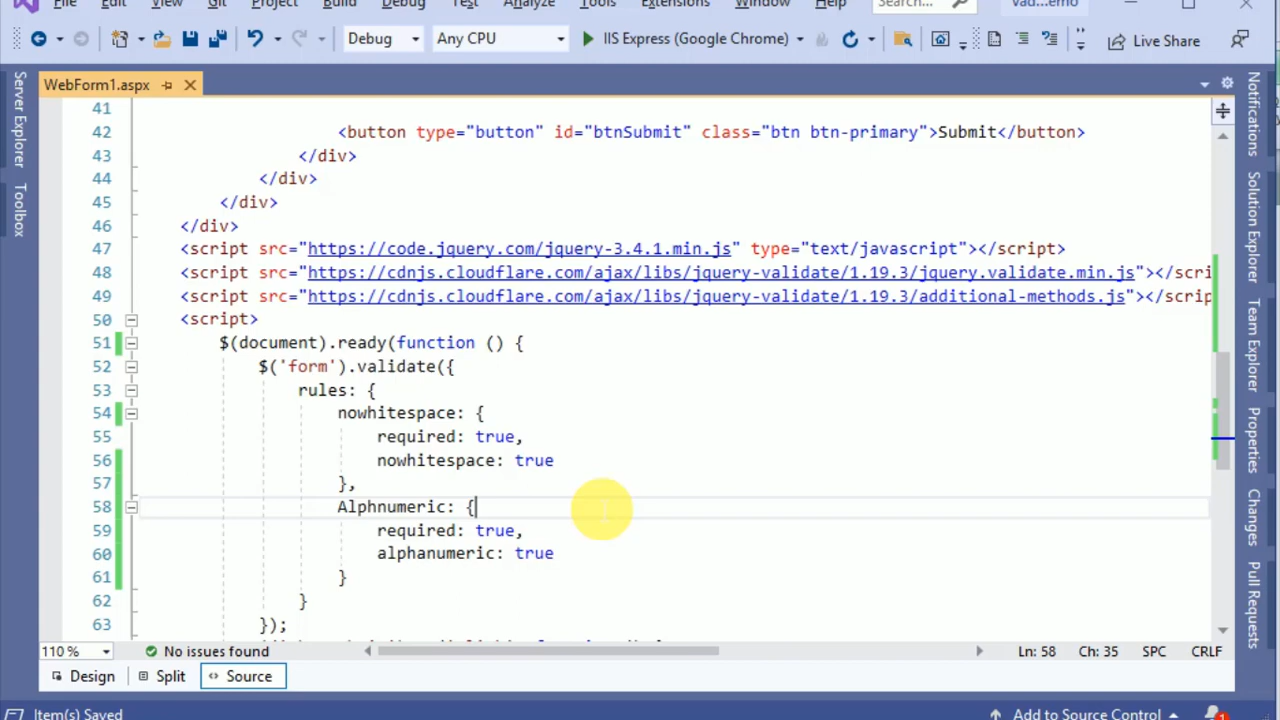 File Edit View Git Project Build Debug Test Analyze Tools Extensions Window Help Search... Vad...emo
Debug Any CPU IIS Express (Google Chrome) Live Share
WebForm1.aspx
41
42 <button type="button" id="btnSubmit" class="btn btn-primary">Submit</button>
43 </div>
44 </div>
45 </div>
46 </div>
47 <script src="https://code.jquery.com/jquery-3.4.1.min.js" type="text/javascript"></script>
48 <script src="https://cdnjs.cloudflare.com/ajax/libs/jquery-validate/1.19.3/jquery.validate.min.js"></scri
49 <script src="https://cdnjs.cloudflare.com/ajax/libs/jquery-validate/1.19.3/additional-methods.js"></scrip
50 <script>
51 $(document).ready(function () {
52 $('form').validate({
53 rules: {
54 nowhitespace: {
55 required: true,
56 nowhitespace: true
57 },
58 Alphnumeric: {
59 required: true,
60 alphanumeric: true
61 }
62 }
63 });
110 % No issues found Ln: 58 Ch: 35 SPC CRLF
Design Split Source
Item(s) Saved Add to Source Control 1
Server Explorer
Toolbox
Notifications
Solution Explorer
Team Explorer
Properties
Changes
Pull Requests